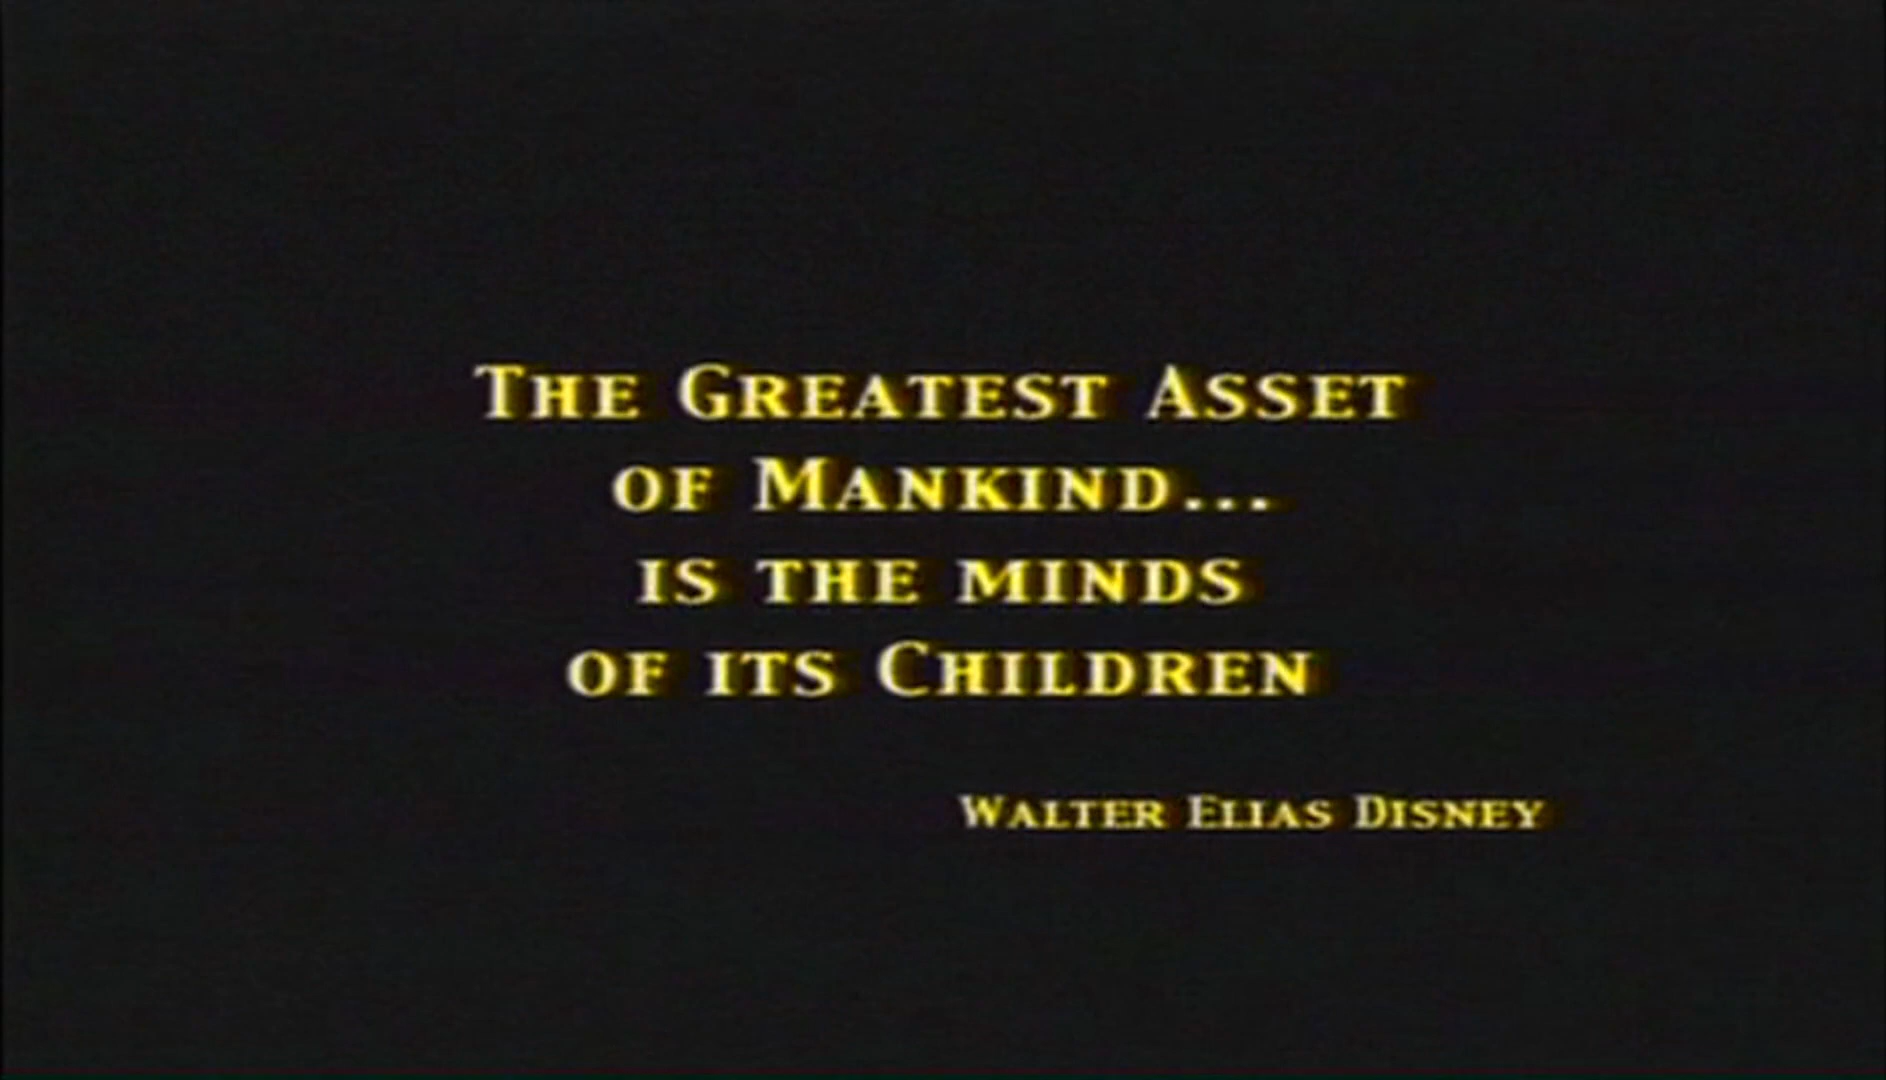 The Greatest Asset
of Mankind...
is the minds
of its Children
Walter Elias Disney